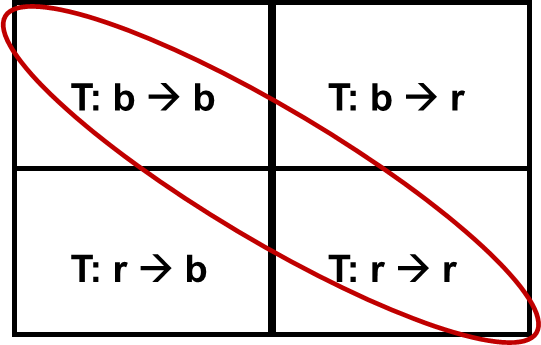 T: b → b
T: b → r
T: r → b
T: r → r